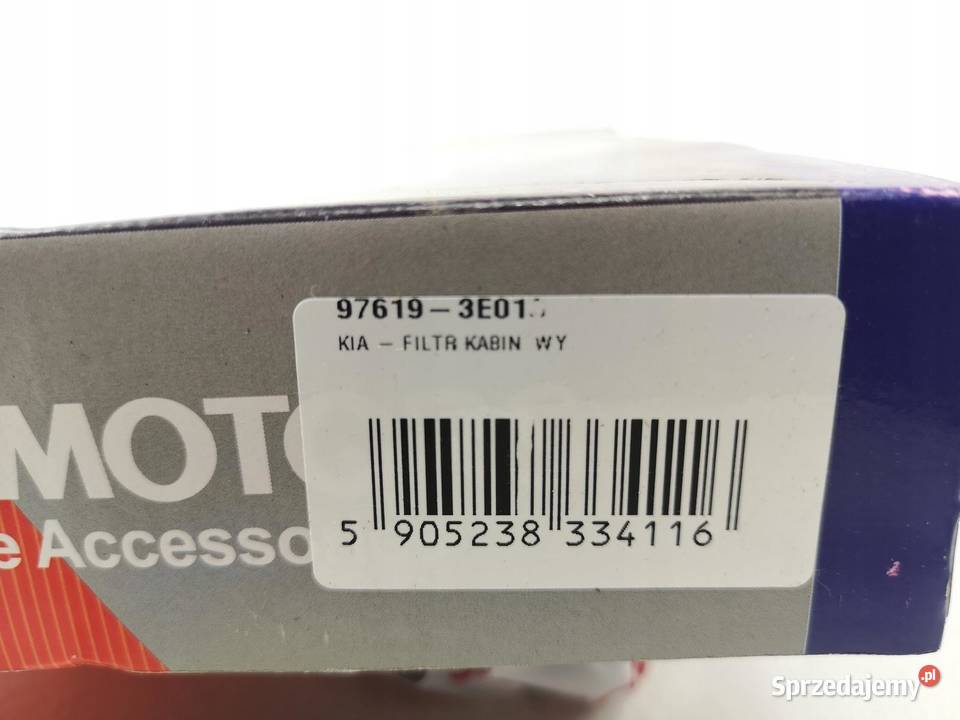 97619-3E01
KIA - FILTR KABIN WY
MOTO
e Accesso
5 905238 334116
Sprzedajemy.pl